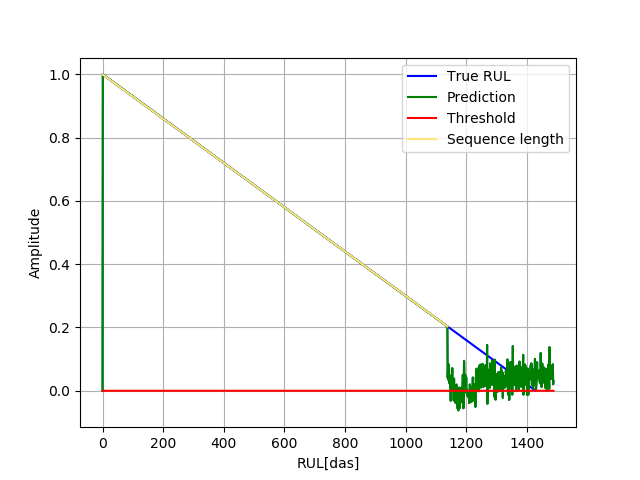 True RUL
Prediction
Threshold
Sequence length
Amplitude
1.0
0.8
0.6
0.4
0.2
0.0
0 200 400 600 800 1000 1200 1400
RUL[das]